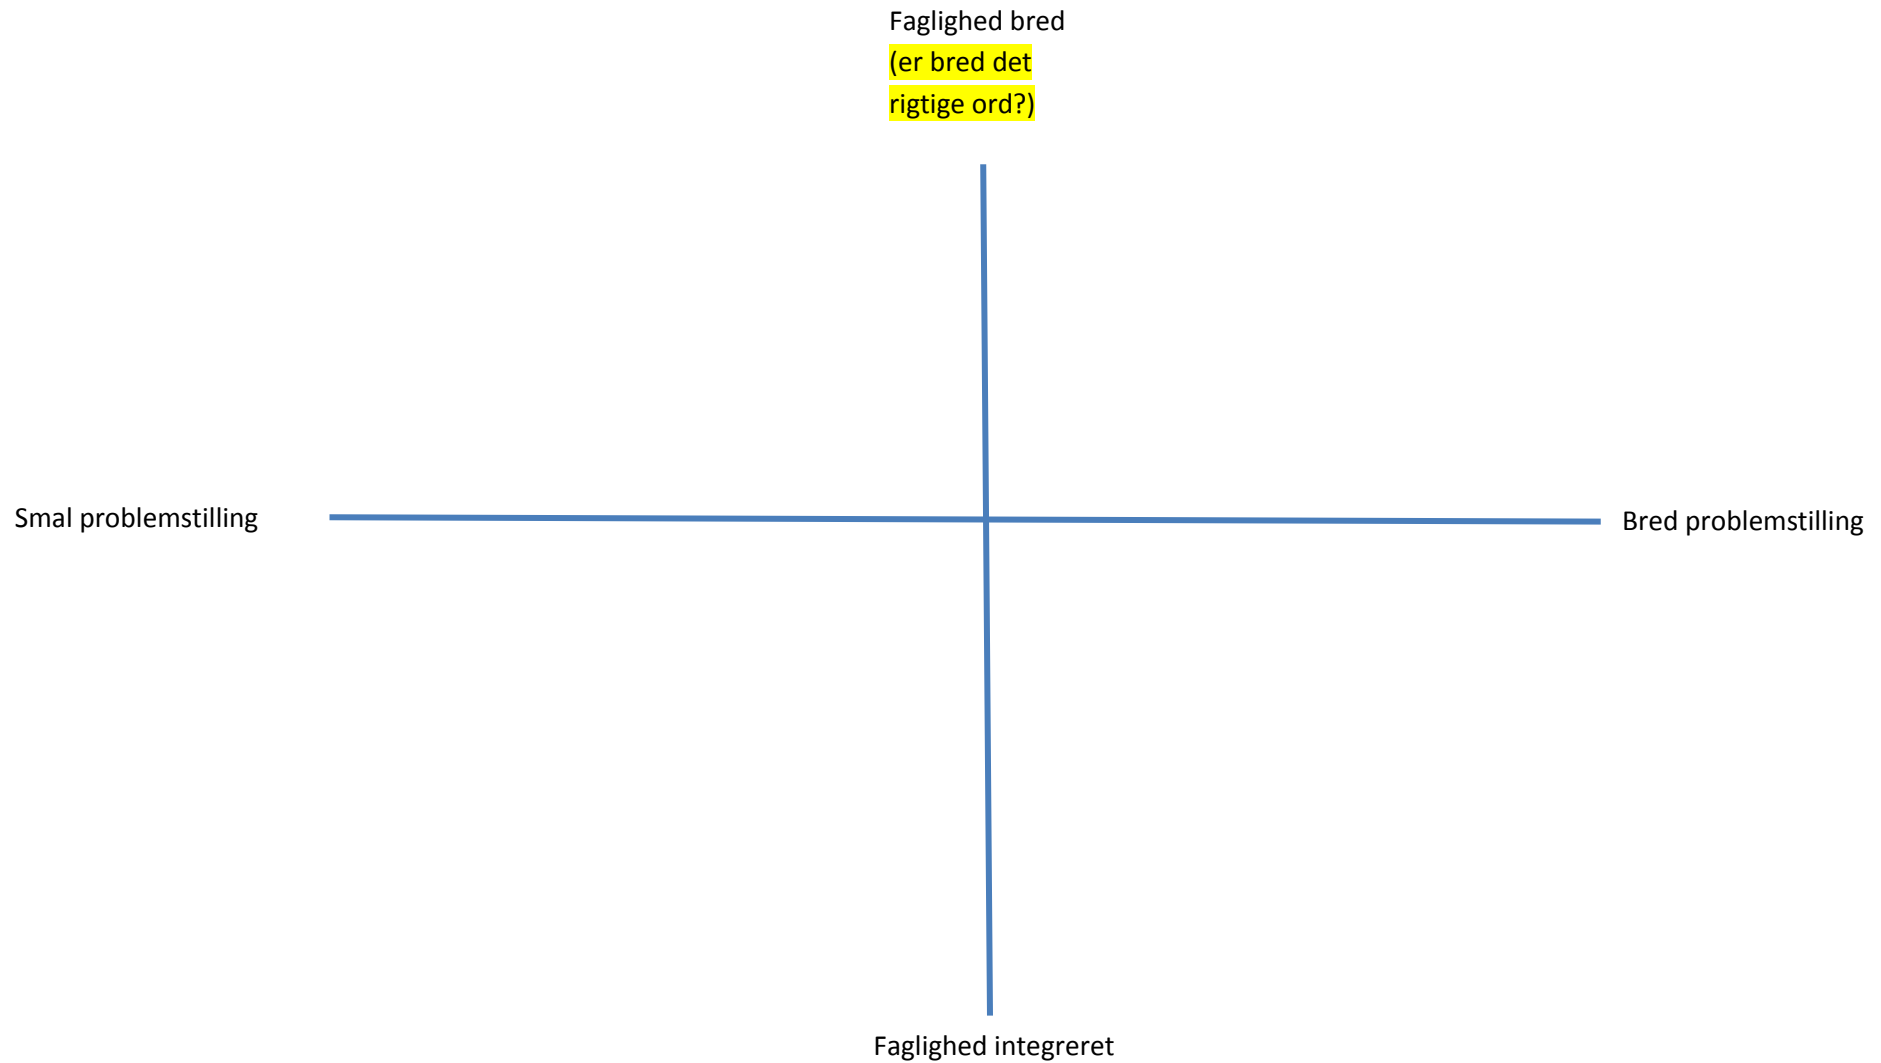 Faglighed bred
(er bred det
rigtige ord?)
Smal problemstilling
Bred problemstilling
Faglighed integreret